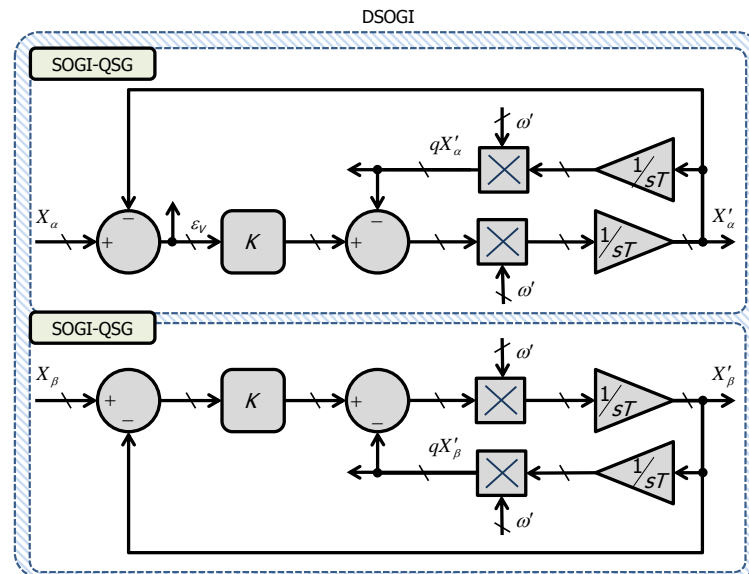 DSOGI
SOGI-QSG
ω′
qX′α
1/sT
Xα
−
+
εV
K
−
+
1/sT
X′α
ω′
SOGI-QSG
ω′
Xβ
+
−
K
+
−
1/sT
X′β
qX′β
1/sT
ω′